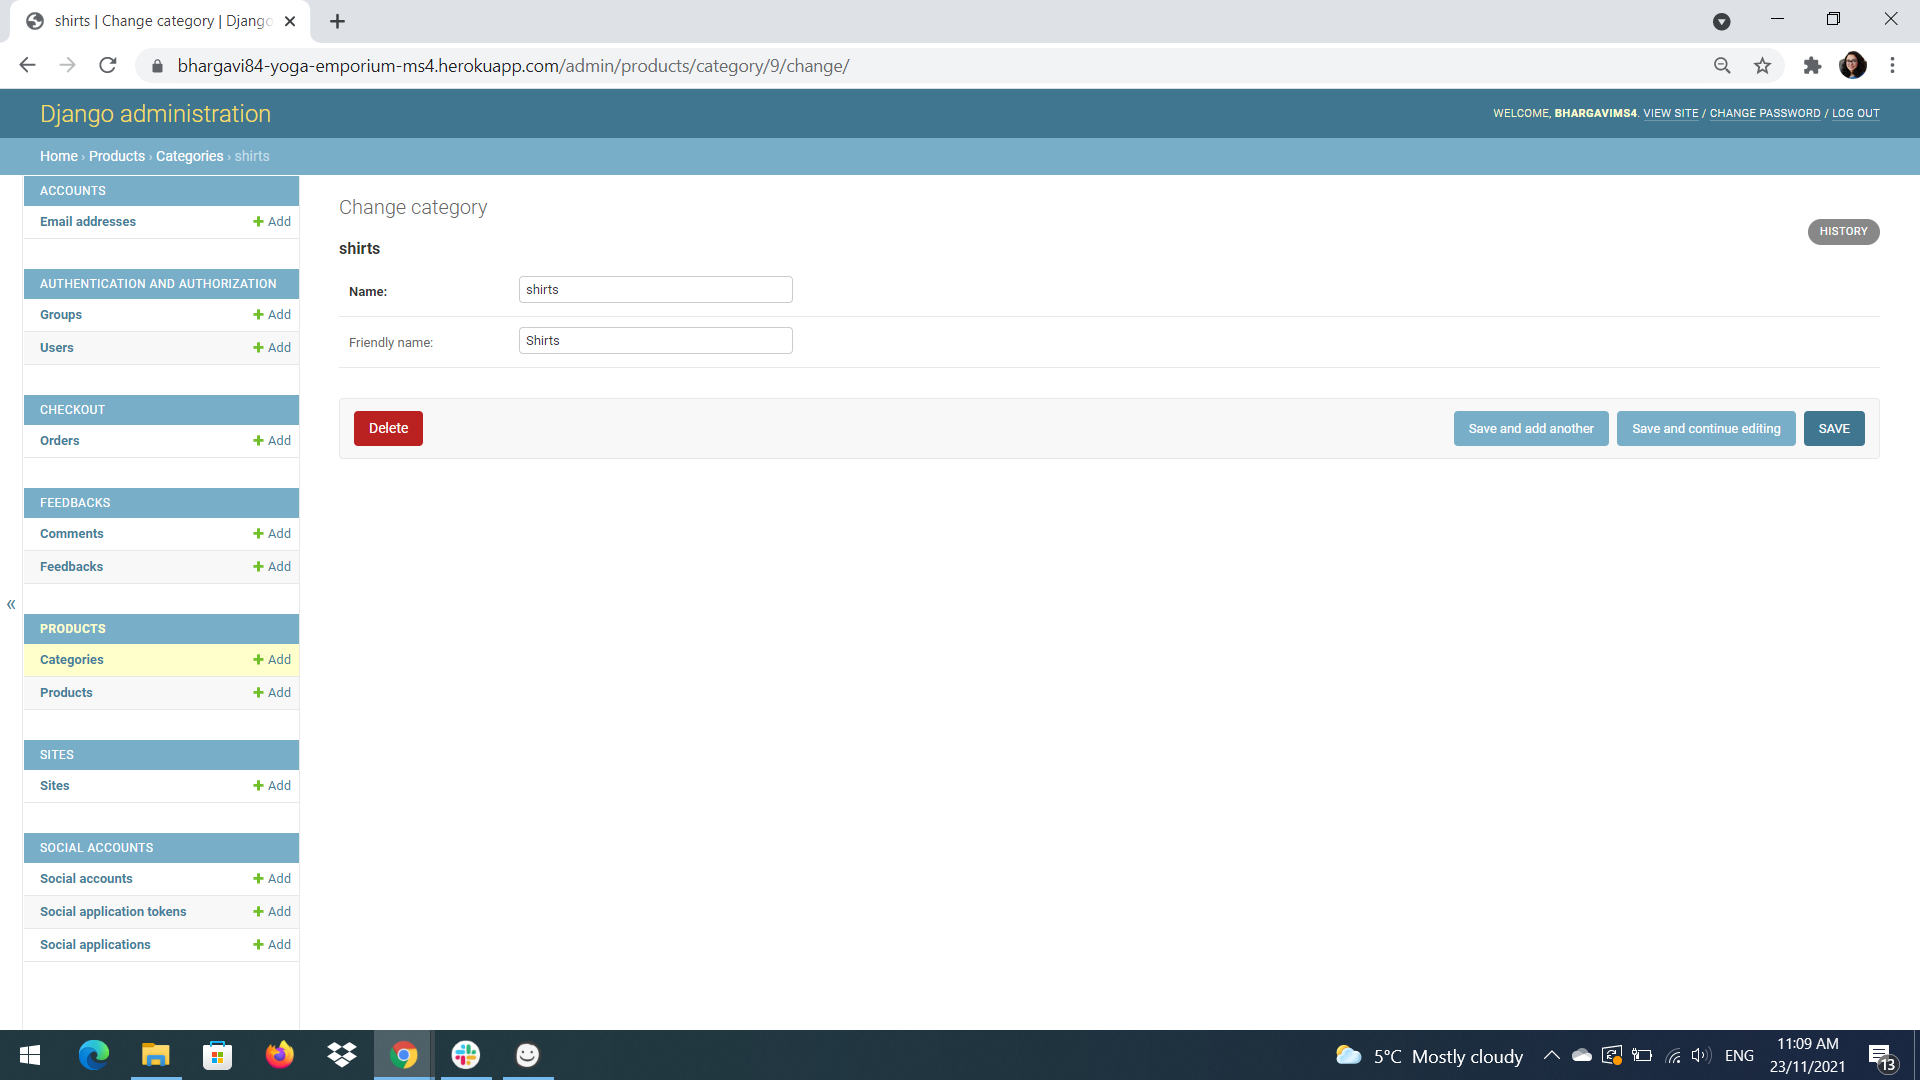 shirts | Change category | Django
bhargavi84-yoga-emporium-ms4.herokuapp.com/admin/products/category/9/change/
Django administration
WELCOME, BHARGAVIMS4. VIEW SITE / CHANGE PASSWORD / LOG OUT
Home › Products › Categories › shirts
ACCOUNTS
Email addresses
Add
AUTHENTICATION AND AUTHORIZATION
Groups
Add
Users
Add
CHECKOUT
Orders
Add
FEEDBACKS
Comments
Add
Feedbacks
Add
«
PRODUCTS
Categories
Add
Products
Add
SITES
Sites
Add
SOCIAL ACCOUNTS
Social accounts
Add
Social application tokens
Add
Social applications
Add
Change category
HISTORY
shirts
Name:
shirts
Friendly name:
Shirts
Delete
Save and add another
Save and continue editing
SAVE
5°C Mostly cloudy
ENG
11:09 AM
23/11/2021
13